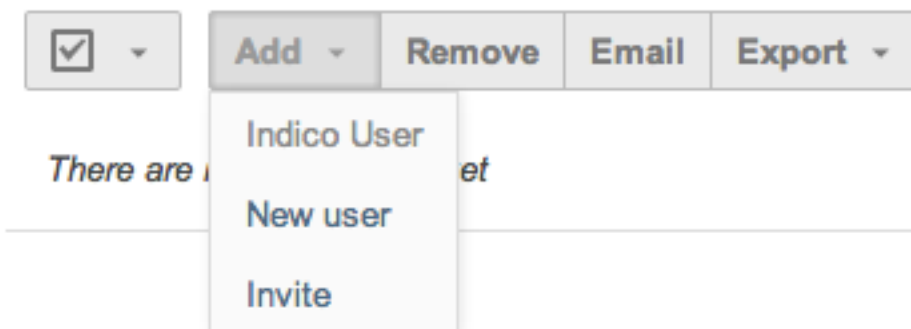 Add Remove Email Export
Indico User
There are et
New user
Invite